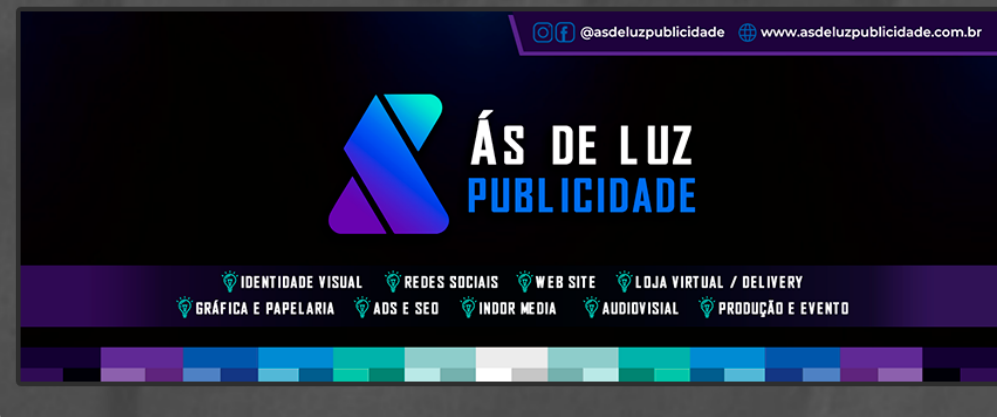 @asdeluzpublicidade www.asdeluzpublicidade.com.br
ÁS DE LUZ
PUBLICIDADE
IDENTIDADE VISUAL REDES SOCIAIS WEB SITE LOJA VIRTUAL / DELIVERY
GRÁFICA E PAPELARIA ADS E SEO INDOR MEDIA AUDIOVISIAL PRODUÇÃO E EVENTO